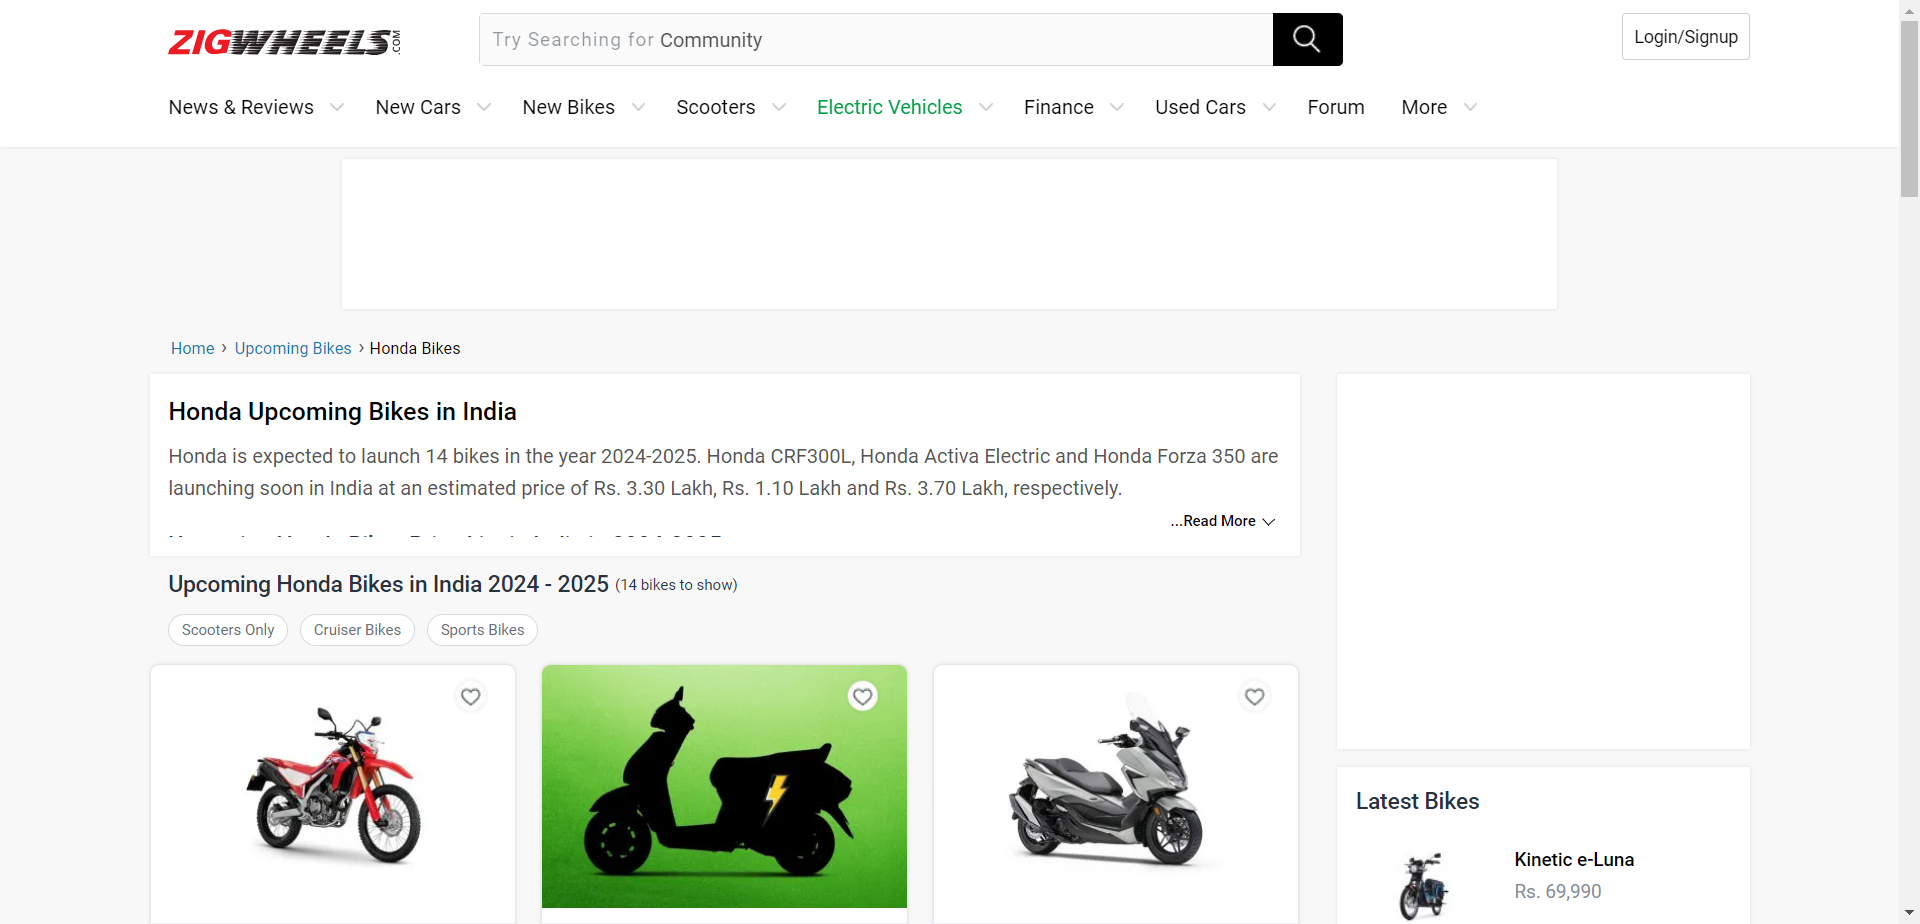 ZIGWHEELS.COM
Try Searching for Community
Login/Signup
News & Reviews
New Cars
New Bikes
Scooters
Electric Vehicles
Finance
Used Cars
Forum
More
Home › Upcoming Bikes › Honda Bikes
Honda Upcoming Bikes in India
Honda is expected to launch 14 bikes in the year 2024-2025. Honda CRF300L, Honda Activa Electric and Honda Forza 350 are
launching soon in India at an estimated price of Rs. 3.30 Lakh, Rs. 1.10 Lakh and Rs. 3.70 Lakh, respectively.
...Read More
Upcoming Honda Bikes in India 2024 - 2025 (14 bikes to show)
Scooters Only
Cruiser Bikes
Sports Bikes
Latest Bikes
Kinetic e-Luna
Rs. 69,990